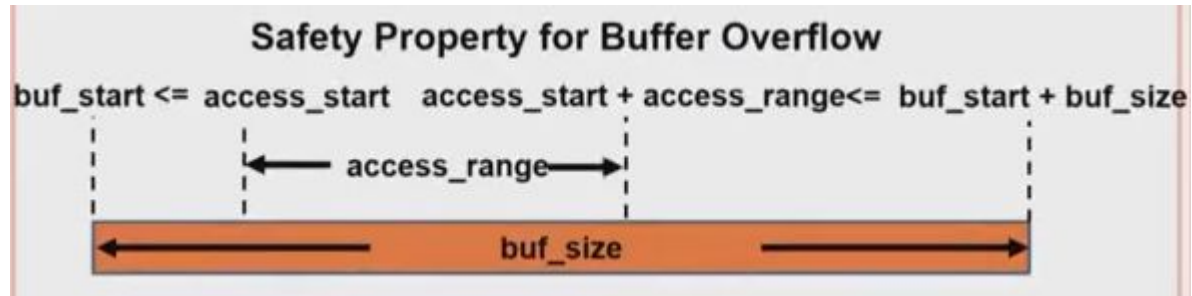 Safety Property for Buffer Overflow
buf_start <= access_start access_start + access_range<= buf_start + buf_size
access_range
buf_size